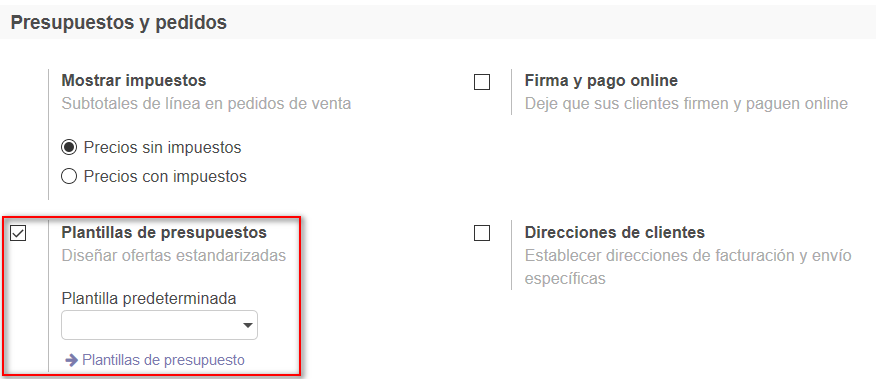 Presupuestos y pedidos
Mostrar impuestos
Subtotales de línea en pedidos de venta
Precios sin impuestos
Precios con impuestos
Firma y pago online
Deje que sus clientes firmen y paguen online
Plantillas de presupuestos
Diseñar ofertas estandarizadas
Plantilla predeterminada
Plantillas de presupuesto
Direcciones de clientes
Establecer direcciones de facturación y envío
específicas